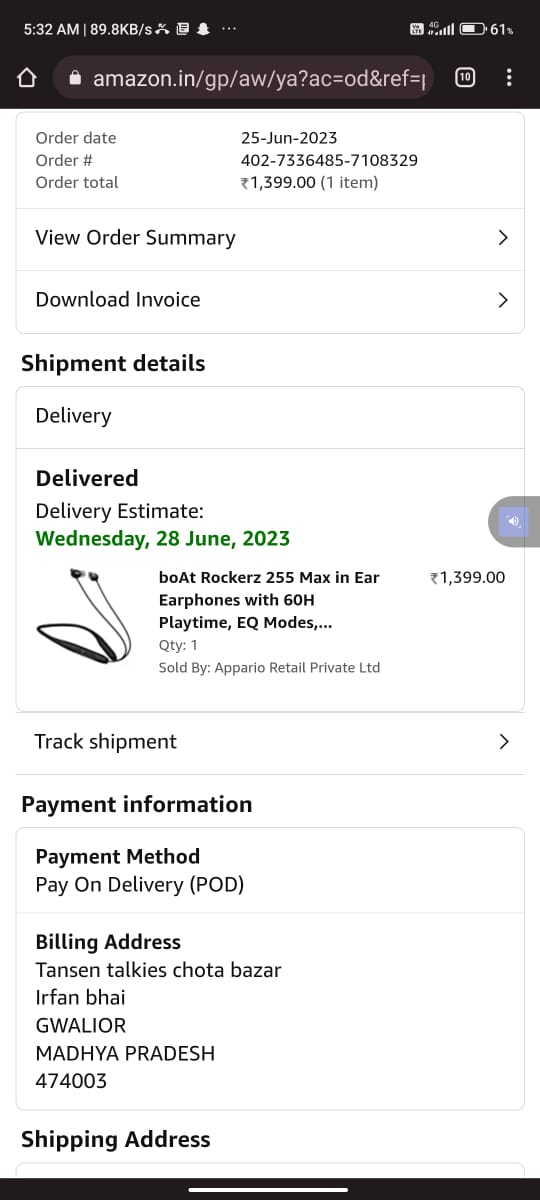 5:32 AM | 89.8KB/s ...
4G 61%
amazon.in/gp/aw/ya?ac=od&ref=p
10
Order date 25-Jun-2023
Order # 402-7336485-7108329
Order total ₹1,399.00 (1 item)
View Order Summary
Download Invoice
Shipment details
Delivery
Delivered
Delivery Estimate:
Wednesday, 28 June, 2023
boAt Rockerz 255 Max in Ear ₹1,399.00
Earphones with 60H
Playtime, EQ Modes,...
Qty: 1
Sold By: Appario Retail Private Ltd
Track shipment
Payment information
Payment Method
Pay On Delivery (POD)
Billing Address
Tansen talkies chota bazar
Irfan bhai
GWALIOR
MADHYA PRADESH
474003
Shipping Address